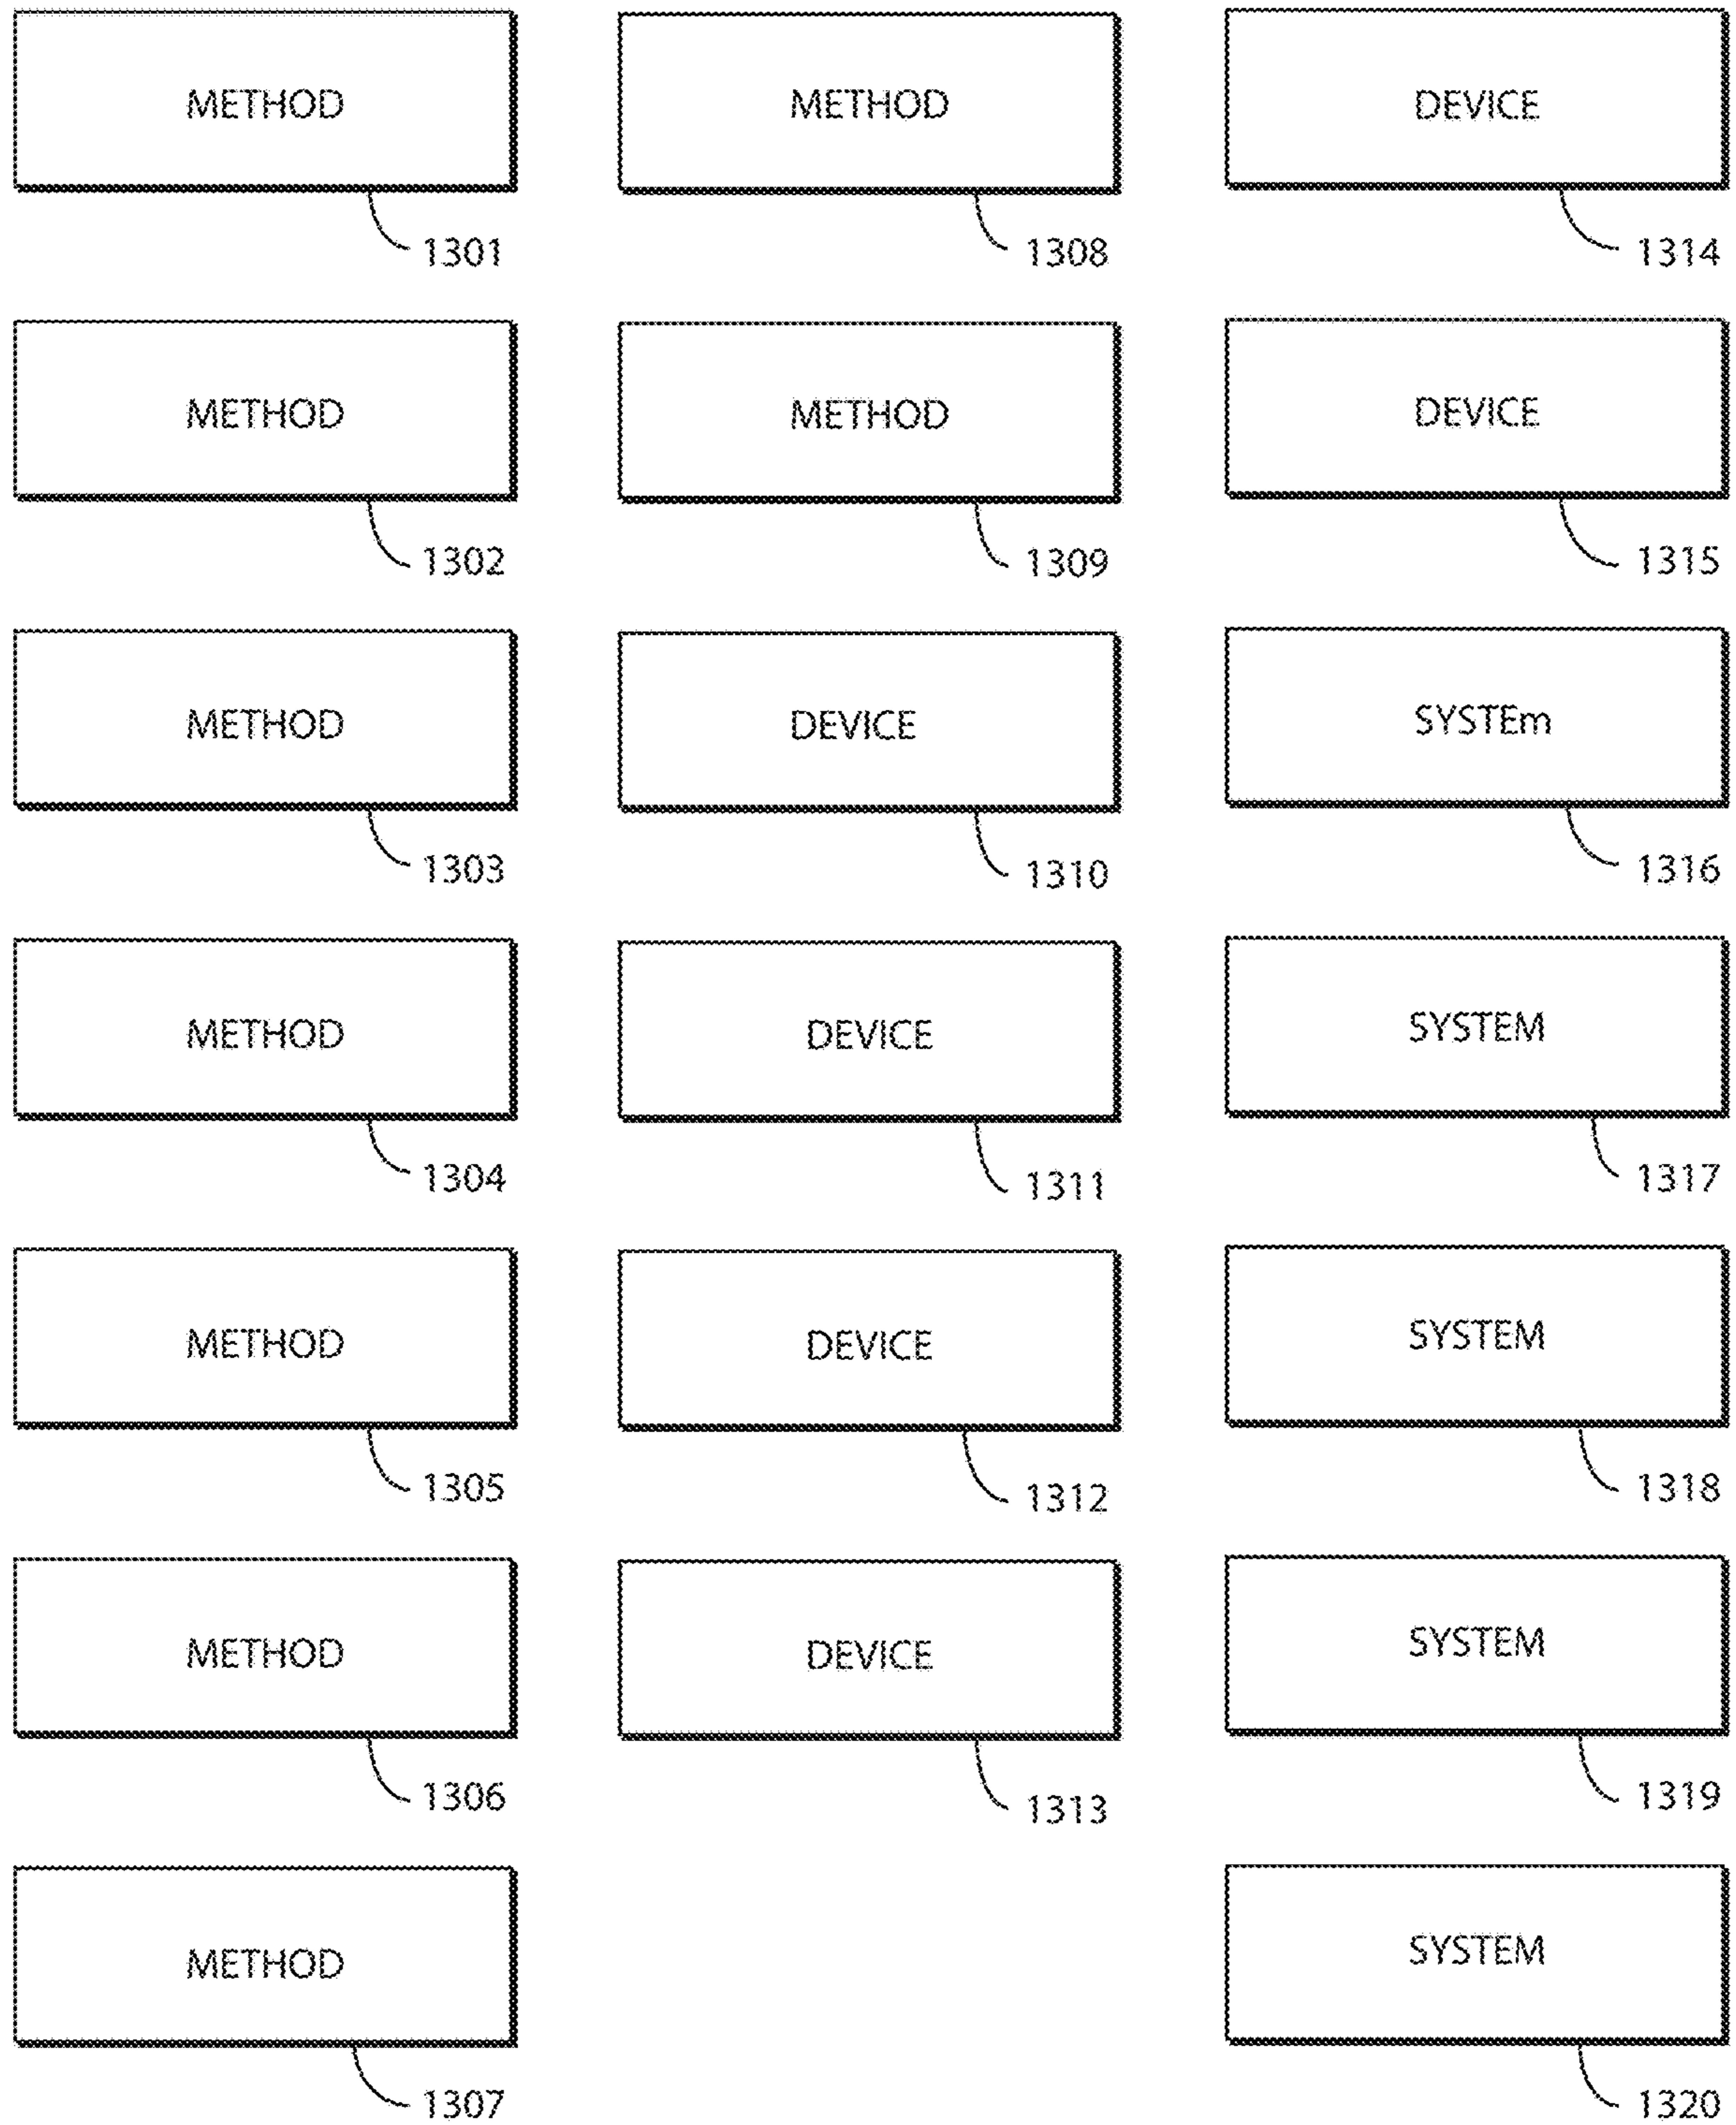 METHOD
1301
METHOD
1302
METHOD
1303
METHOD
1304
METHOD
1305
METHOD
1306
METHOD
1307
METHOD
1308
METHOD
1309
DEVICE
1310
DEVICE
1311
DEVICE
1312
DEVICE
1313
DEVICE
1314
DEVICE
1315
SYSTEm
1316
SYSTEM
1317
SYSTEM
1318
SYSTEM
1319
SYSTEM
1320